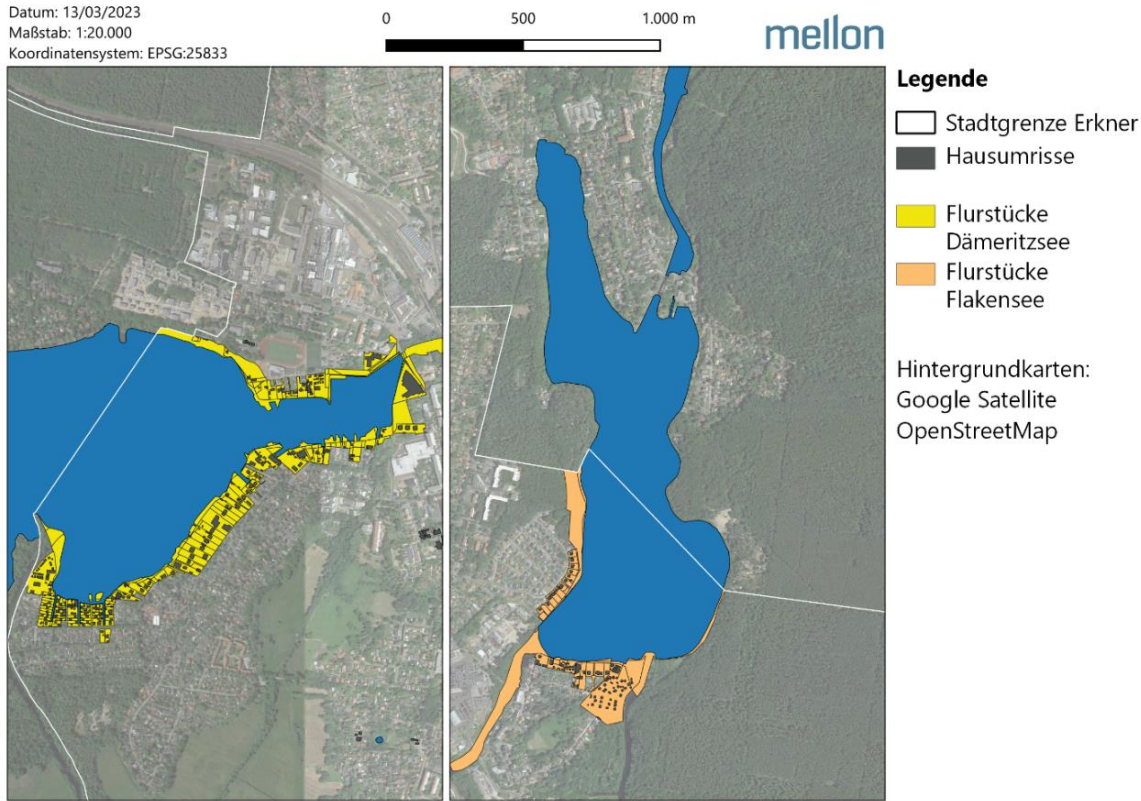 Datum: 13/03/2023
Maßstab: 1:20.000
Koordinatensystem: EPSG:25833
0 500 1.000 m
mellon
Legende
Stadtgrenze Erkner
Hausumrisse
Flurstücke
Dämeritzsee
Flurstücke
Flakensee
Hintergrundkarten:
Google Satellite
OpenStreetMap